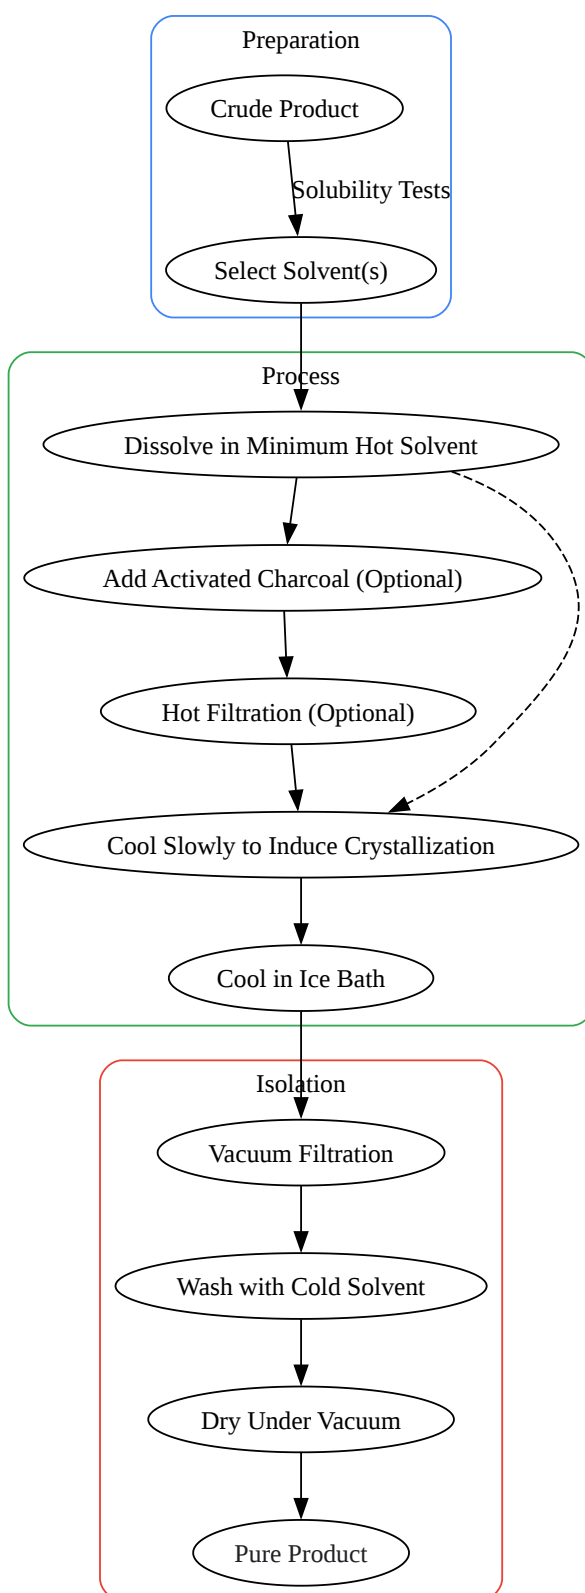 Preparation
Crude Product
Solubility Tests
Select Solvent(s)
Process
Dissolve in Minimum Hot Solvent
Add Activated Charcoal (Optional)
Hot Filtration (Optional)
Cool Slowly to Induce Crystallization
Cool in Ice Bath
Isolation
Vacuum Filtration
Wash with Cold Solvent
Dry Under Vacuum
Pure Product